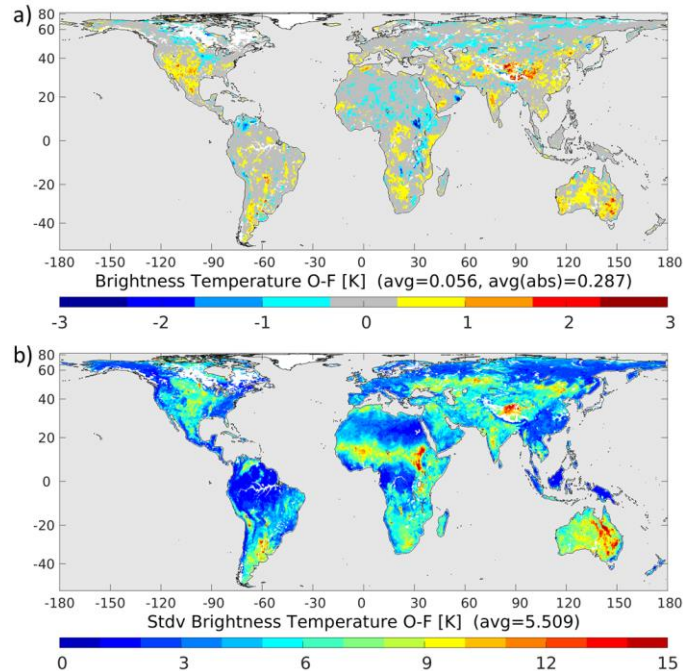 a)
80
60
40
20
0
-20
-40
-180 -150 -120 -90 -60 -30 0 30 60 90 120 150 180
Brightness Temperature O-F [K] (avg=0.056, avg(abs)=0.287)
-3 -2 -1 0 1 2 3
b)
80
60
40
20
0
-20
-40
-180 -150 -120 -90 -60 -30 0 30 60 90 120 150 180
Stdv Brightness Temperature O-F [K] (avg=5.509)
0 3 6 9 12 15